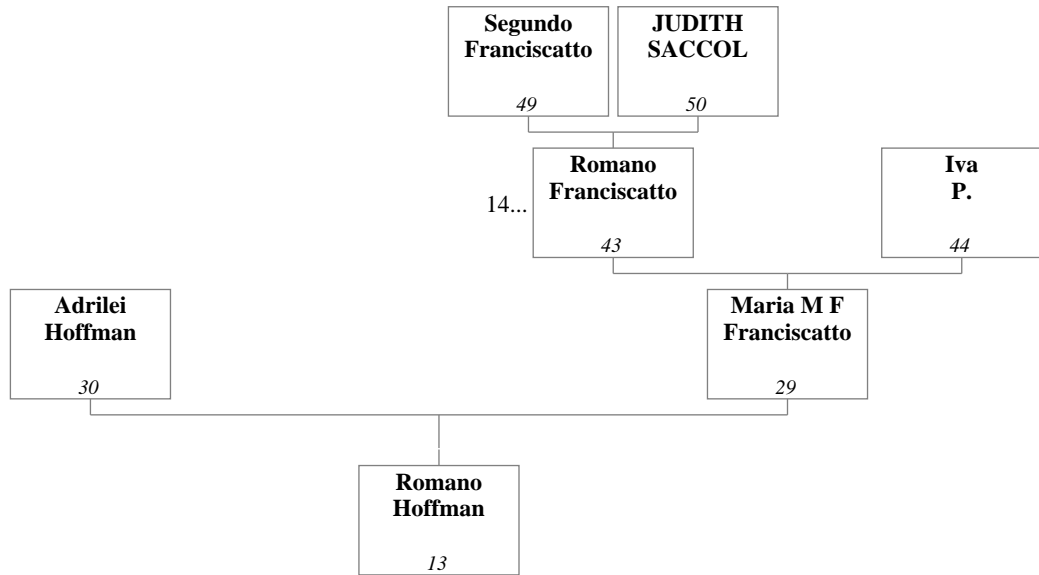 Segundo
Franciscatto
49
JUDITH
SACCOL
50
14...
Romano
Franciscatto
43
Iva
P.
44
Adrilei
Hoffman
30
Maria M F
Franciscatto
29
Romano
Hoffman
13